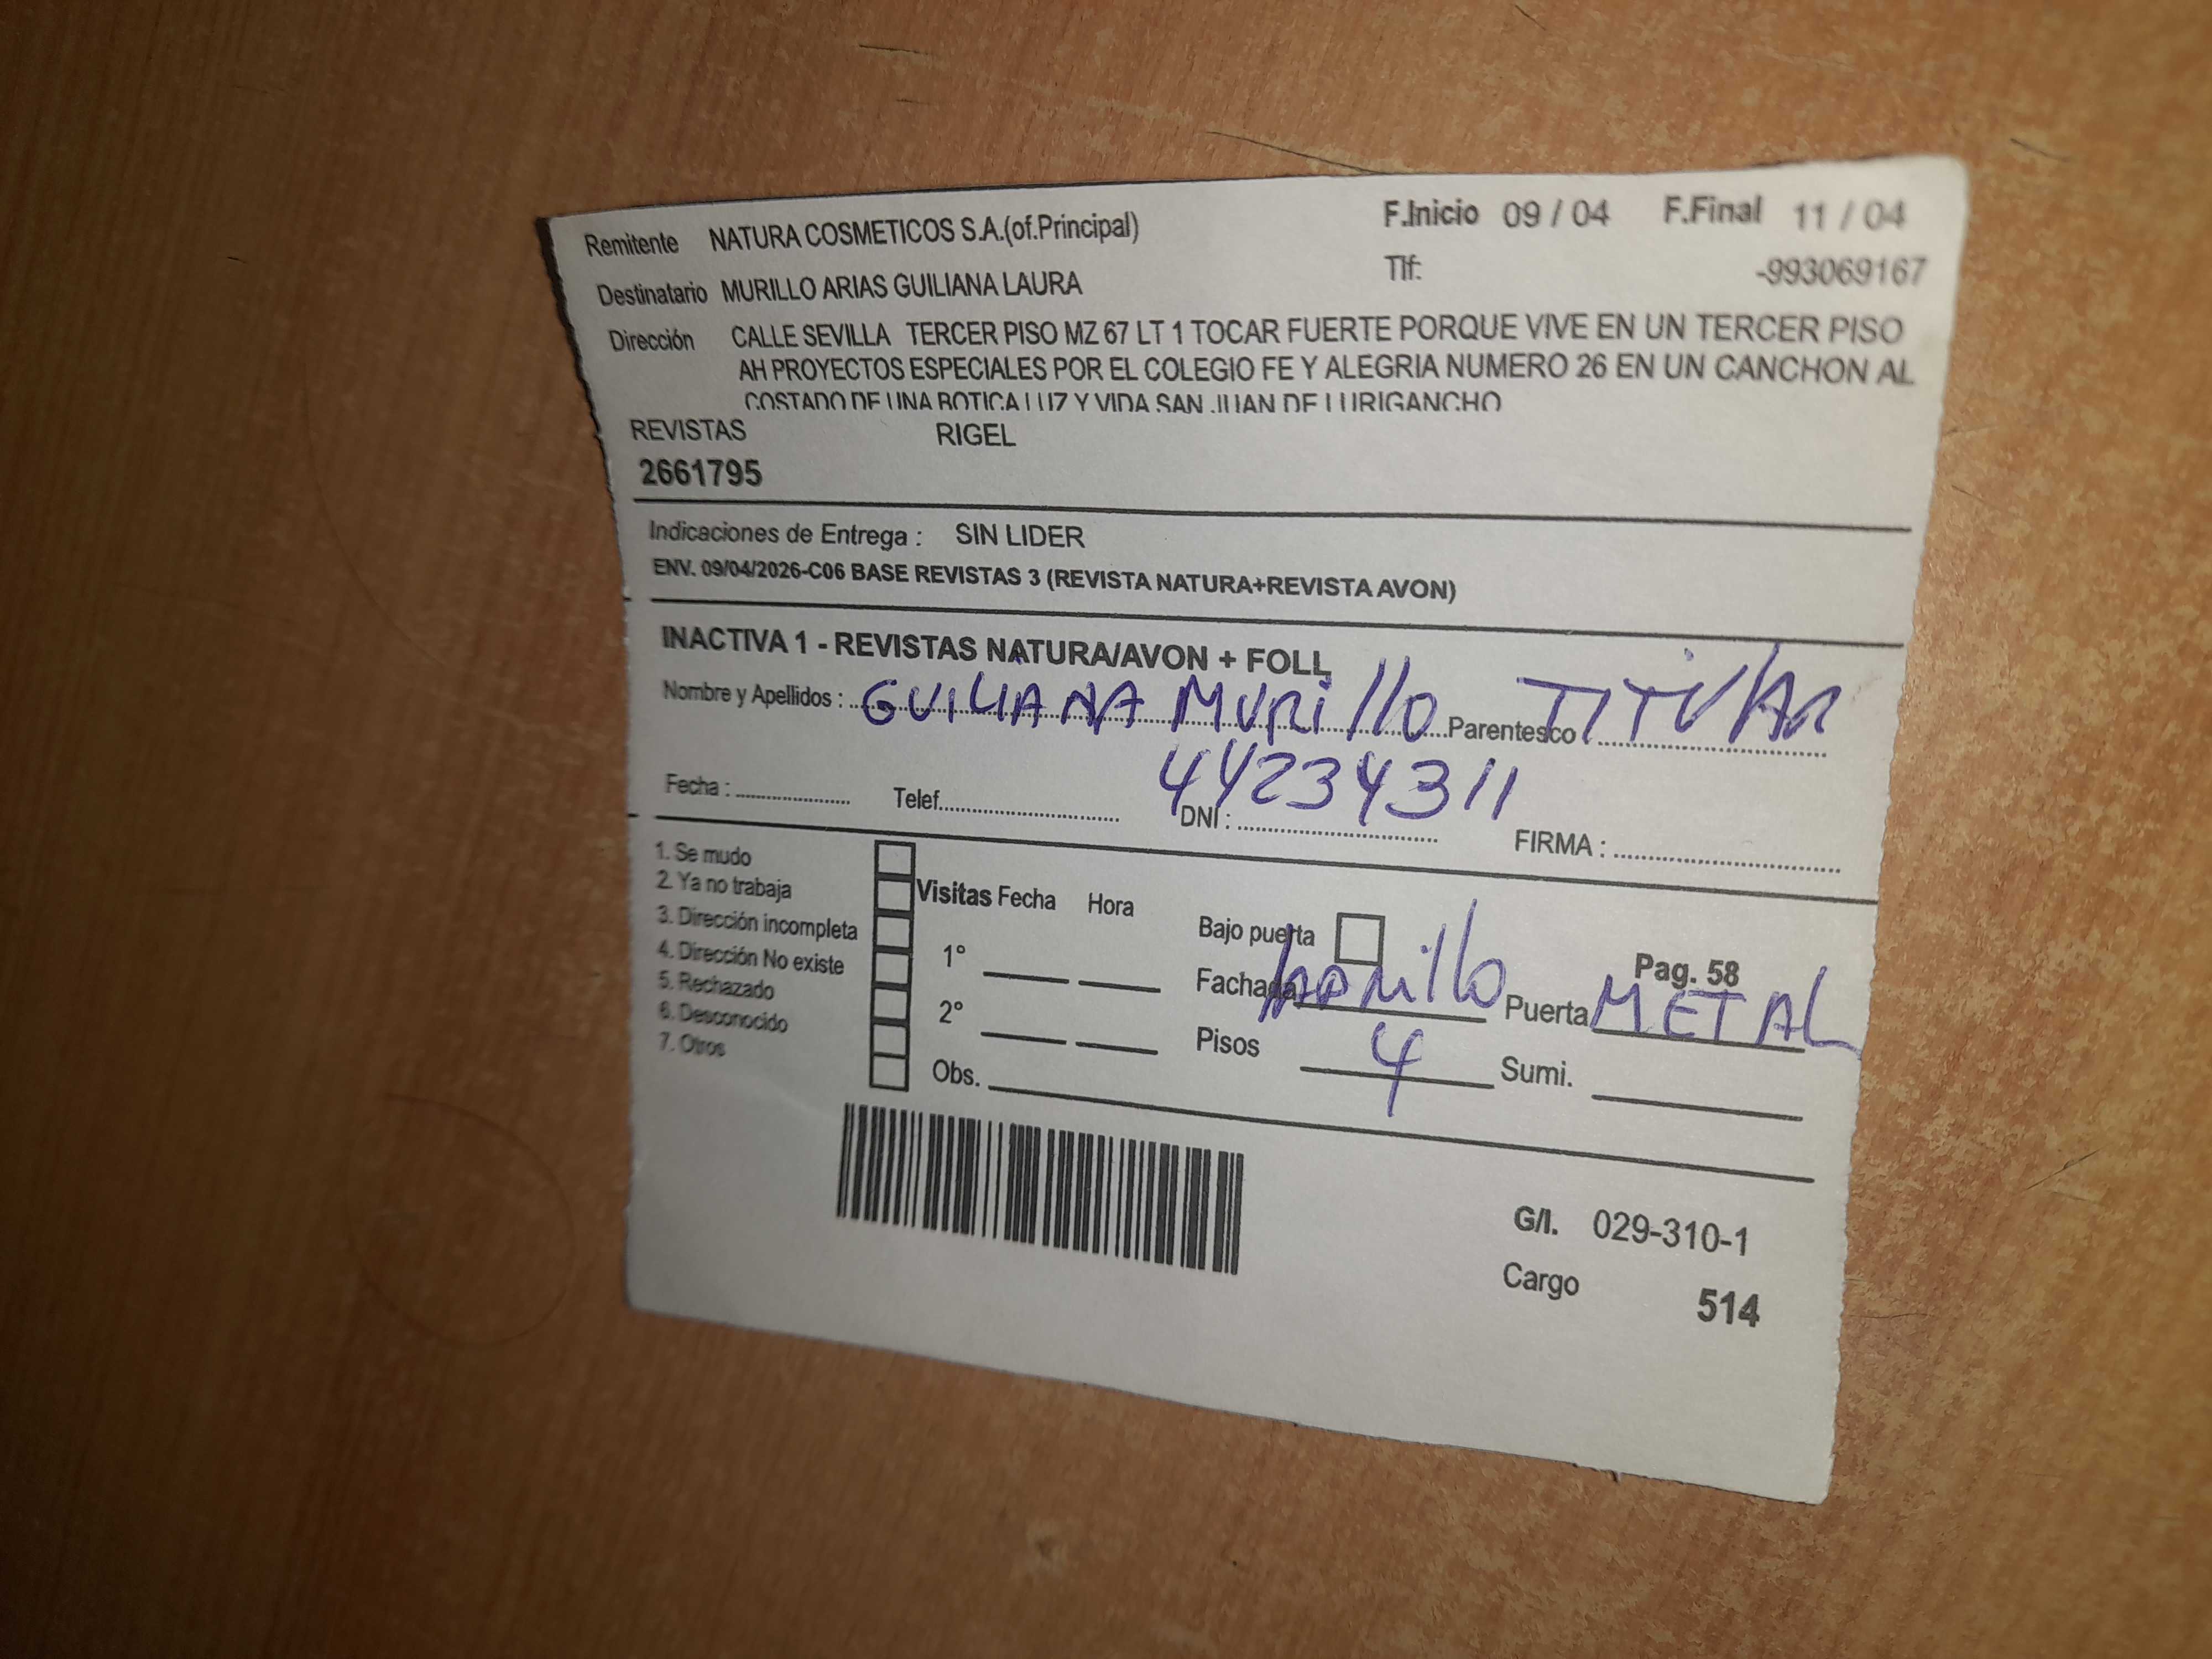 Remitente NATURA COSMETICOS S.A.(of.Principal) F.Inicio 09 / 04 F.Final 11 / 04
Destinatario MURILLO ARIAS GUILIANA LAURA Tlf: -993069167
Dirección CALLE SEVILLA TERCER PISO MZ 67 LT 1 TOCAR FUERTE PORQUE VIVE EN UN TERCER PISO
AH PROYECTOS ESPECIALES POR EL COLEGIO FE Y ALEGRIA NUMERO 26 EN UN CANCHON AL
COSTADO DE UNA BOTICA LUZ Y VIDA SAN JUAN DE LURIGANCHO
REVISTAS RIGEL
2661795
Indicaciones de Entrega : SIN LIDER
ENV. 09/04/2026-C06 BASE REVISTAS 3 (REVISTA NATURA+REVISTA AVON)
INACTIVA 1 - REVISTAS NATURA/AVON + FOLL
Nombre y Apellidos : GUILIANA MURillo Parentesco : TITULAR
Fecha : Telef. DNI : 44234311 FIRMA :
1. Se mudo
2. Ya no trabaja Visitas Fecha Hora
3. Dirección incompleta Bajo puerta
4. Dirección No existe 1° Pag. 58
5. Rechazado Fachada Puerta METAL
6. Desconocido 2°
7. Otros Pisos 4 Sumi.
Obs.
G/I. 029-310-1
Cargo 514